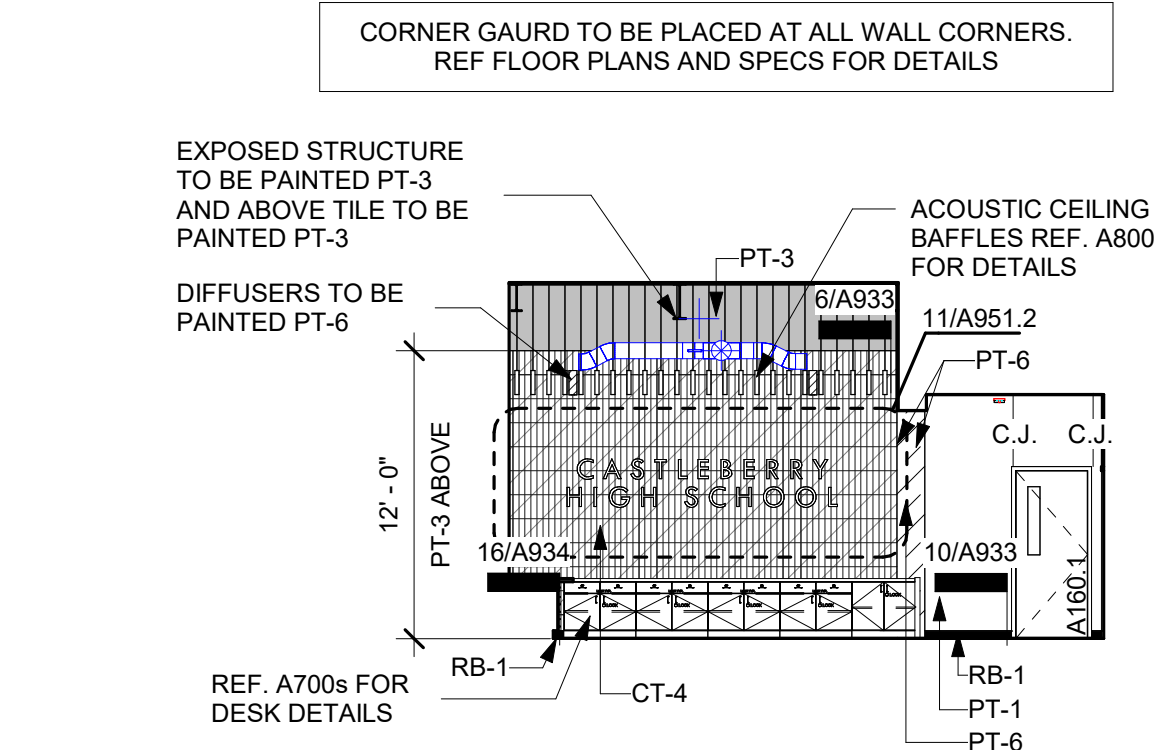 CORNER GAURD TO BE PLACED AT ALL WALL CORNERS.
REF FLOOR PLANS AND SPECS FOR DETAILS
EXPOSED STRUCTURE
TO BE PAINTED PT-3
AND ABOVE TILE TO BE
PAINTED PT-3
ACOUSTIC CEILING
BAFFLES REF. A800
FOR DETAILS
PT-3
DIFFUSERS TO BE
PAINTED PT-6
6/A933
11/A951.2
PT-6
C.J.
C.J.
12' - 0"
PT-3 ABOVE
CASTLEBERRY
HIGH SCHOOL
16/A934
10/A933
A160.1
RB-1
CT-4
REF. A700s FOR
DESK DETAILS
RB-1
PT-1
PT-6